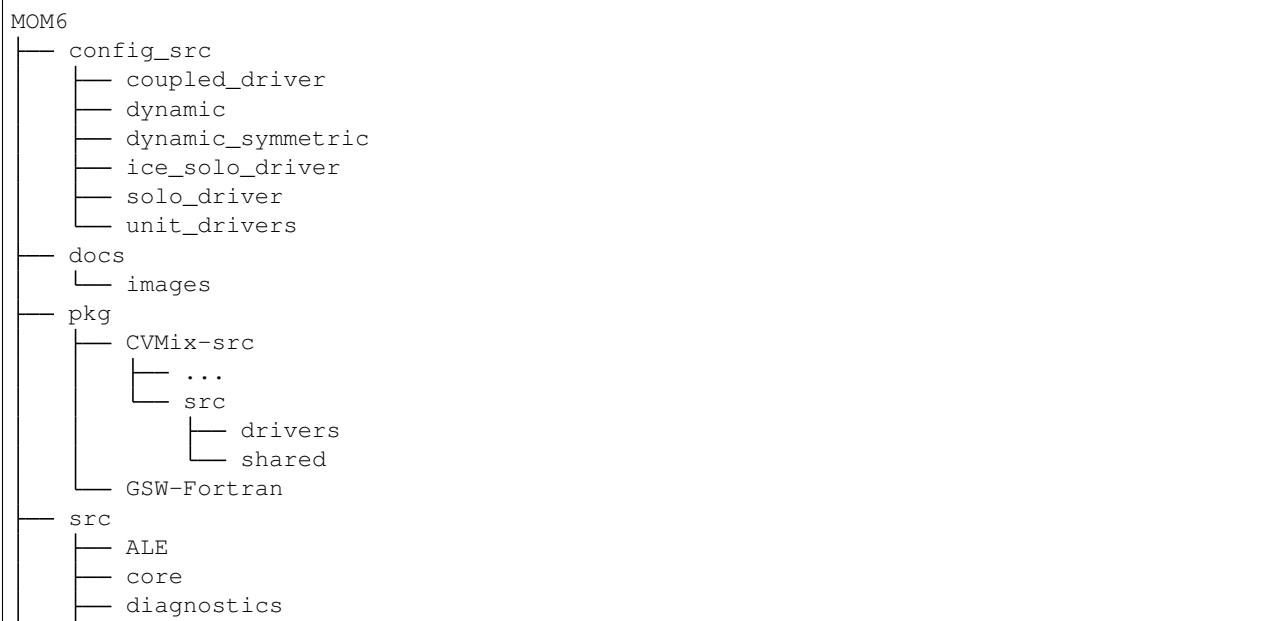 MOM6
├── config_src
│   ├── coupled_driver
│   ├── dynamic
│   ├── dynamic_symmetric
│   ├── ice_solo_driver
│   ├── solo_driver
│   └── unit_drivers
├── docs
│   └── images
├── pkg
│   ├── CVMix-src
│   │   ├── ...
│   │   └── src
│   │       ├── drivers
│   │       └── shared
│   └── GSW-Fortran
├── src
│   ├── ALE
│   ├── core
│   ├── diagnostics